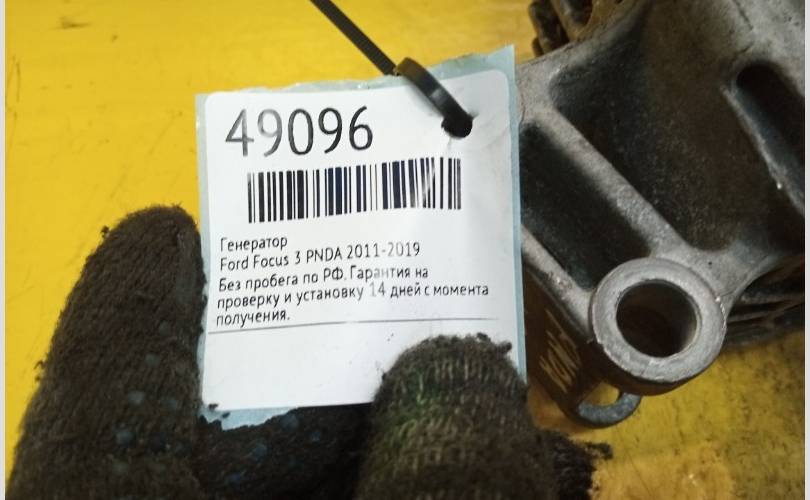 49096
Генератор
Ford Focus 3 PNDA 2011-2019
Без пробега по РФ. Гарантия на
проверку и установку 14 дней с момента
получения.